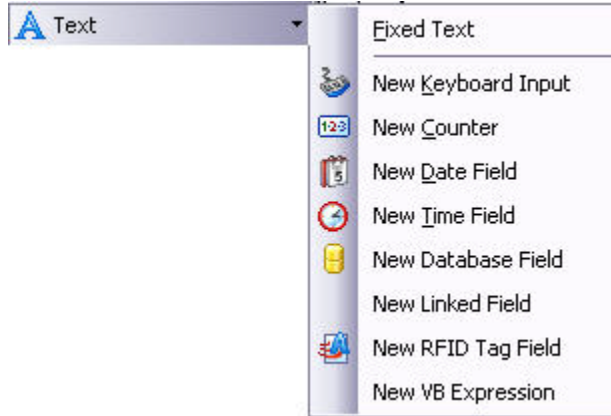 Text
Fixed Text
New Keyboard Input
New Counter
New Date Field
New Time Field
New Database Field
New Linked Field
New RFID Tag Field
New VB Expression